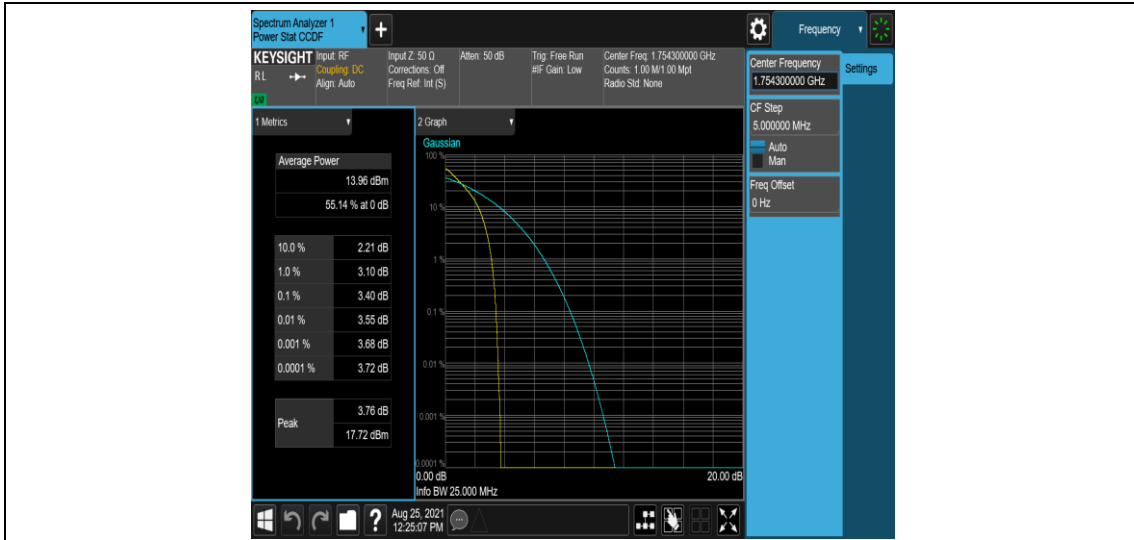 Spectrum Analyzer 1
Power Stat CCDF
+
Frequency
KEYSIGHT
RL
Input: RF
Coupling: DC
Align: Auto
Input Z: 50 Ω
Corrections: Off
Freq Ref: Int (S)
Atten: 50 dB
Trig: Free Run
#IF Gain: Low
Center Freq: 1.754300000 GHz
Counts: 1.00 M/1.00 Mpt
Radio Std: None
Center Frequency
1.754300000 GHz
Settings
CF Step
5.000000 MHz
Auto
Man
Freq Offset
0 Hz
1 Metrics
Average Power
13.96 dBm
55.14 % at 0 dB
10.0 % 2.21 dB
1.0 % 3.10 dB
0.1 % 3.40 dB
0.01 % 3.55 dB
0.001 % 3.68 dB
0.0001 % 3.72 dB
Peak
3.76 dB
17.72 dBm
2 Graph
Gaussian
100 %
10 %
1 %
0.1 %
0.01 %
0.001 %
0.0001 %
0.00 dB 20.00 dB
Info BW 25.000 MHz
?
Aug 25, 2021
12:25:07 PM